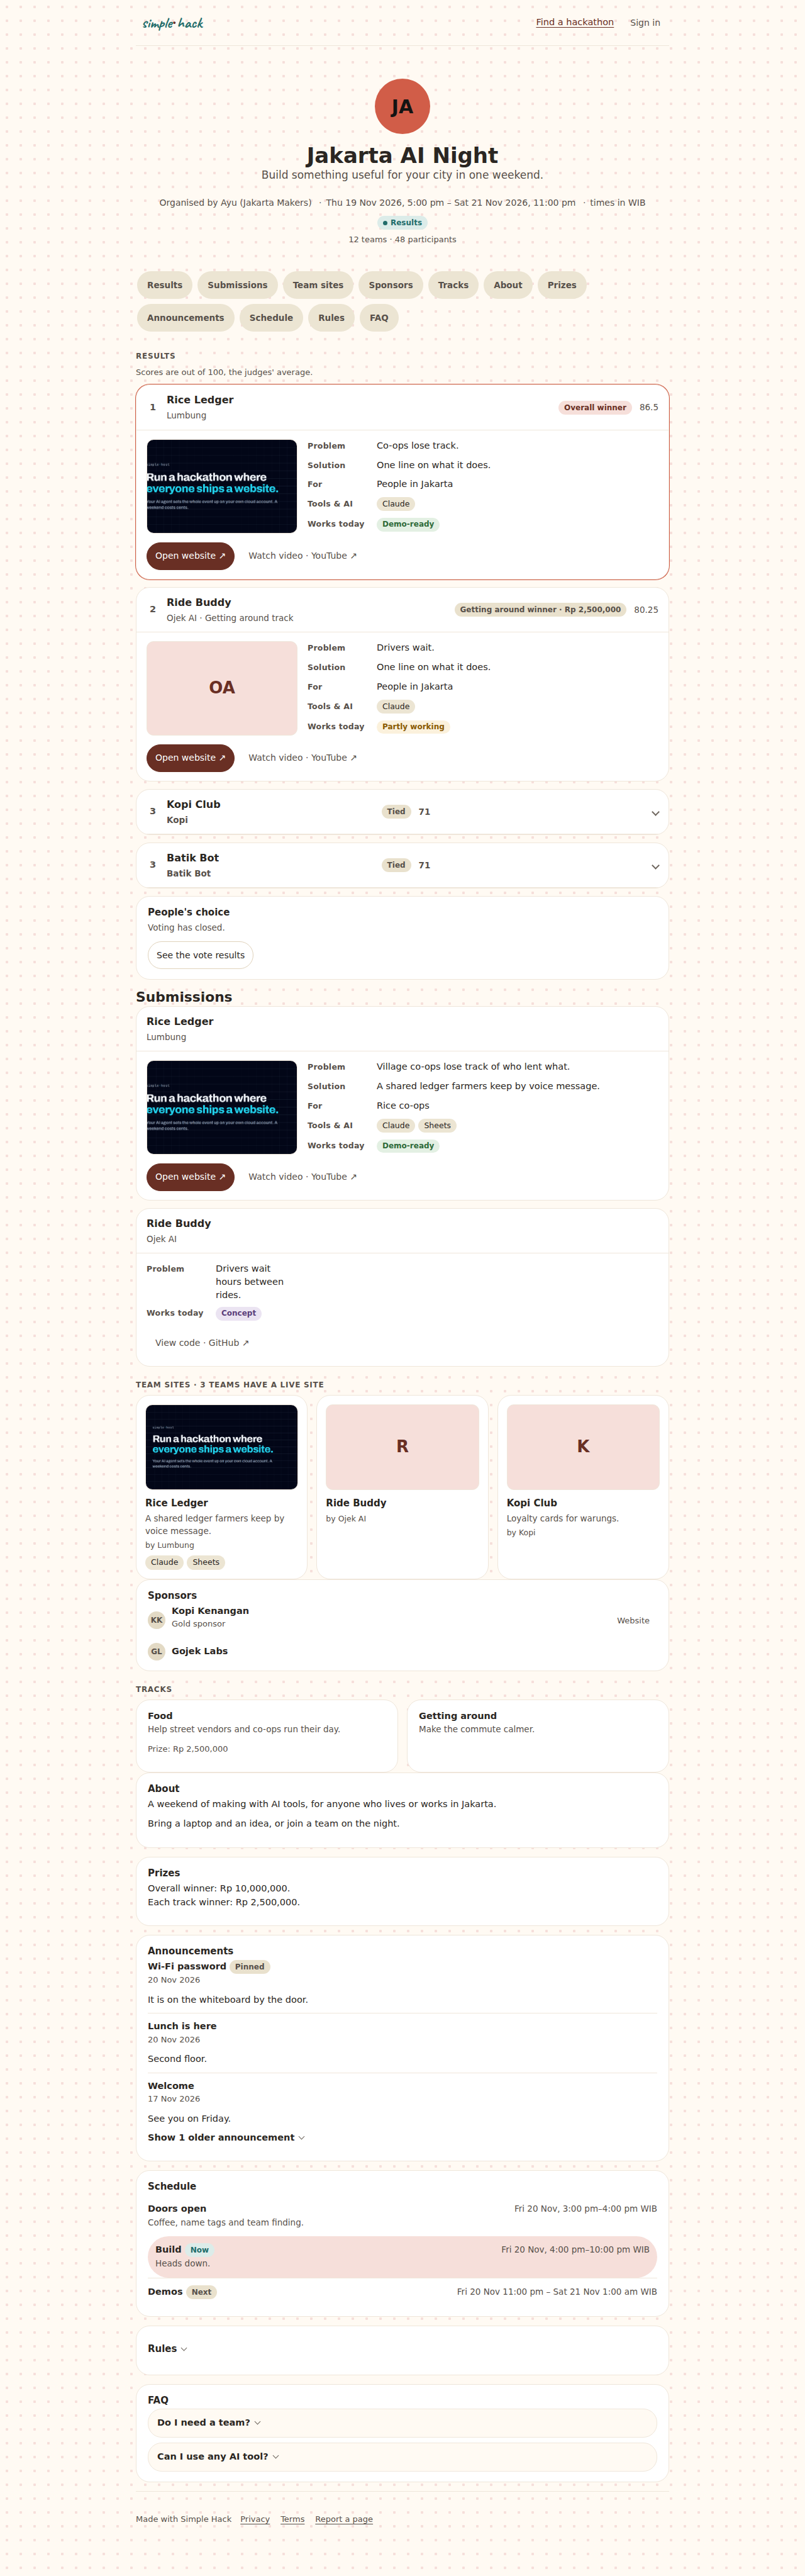 simple hack
Find a hackathon
Sign in
JA
Jakarta AI Night
Build something useful for your city in one weekend.
Organised by Ayu (Jakarta Makers) · Thu 19 Nov 2026, 5:00 pm – Sat 21 Nov 2026, 11:00 pm · times in WIB
Results
12 teams · 48 participants
Results
Submissions
Team sites
Sponsors
Tracks
About
Prizes
Announcements
Schedule
Rules
FAQ
RESULTS
Scores are out of 100, the judges' average.
1
Rice Ledger
Lumbung
Overall winner
86.5
Run a hackathon where
everyone ships a website.
Problem
Co-ops lose track.
Solution
One line on what it does.
For
People in Jakarta
Tools & AI
Claude
Works today
Demo-ready
Open website ↗
Watch video · YouTube ↗
2
Ride Buddy
Ojek AI · Getting around track
Getting around winner · Rp 2,500,000
80.25
OA
Problem
Drivers wait.
Solution
One line on what it does.
For
People in Jakarta
Tools & AI
Claude
Works today
Partly working
Open website ↗
Watch video · YouTube ↗
3
Kopi Club
Kopi
Tied
71
3
Batik Bot
Batik Bot
Tied
71
People's choice
Voting has closed.
See the vote results
Submissions
Rice Ledger
Lumbung
Run a hackathon where
everyone ships a website.
Problem
Village co-ops lose track of who lent what.
Solution
A shared ledger farmers keep by voice message.
For
Rice co-ops
Tools & AI
Claude
Sheets
Works today
Demo-ready
Open website ↗
Watch video · YouTube ↗
Ride Buddy
Ojek AI
Problem
Drivers wait
hours between
rides.
Works today
Concept
View code · GitHub ↗
TEAM SITES · 3 TEAMS HAVE A LIVE SITE
Run a hackathon where
everyone ships a website.
Your AI agent sets the whole event up on your own cloud account. A
weekend costs cents.
Rice Ledger
A shared ledger farmers keep by
voice message.
by Lumbung
Claude
Sheets
R
Ride Buddy
by Ojek AI
K
Kopi Club
Loyalty cards for warungs.
by Kopi
Sponsors
KK
Kopi Kenangan
Gold sponsor
Website
GL
Gojek Labs
TRACKS
Food
Help street vendors and co-ops run their day.
Prize: Rp 2,500,000
Getting around
Make the commute calmer.
About
A weekend of making with AI tools, for anyone who lives or works in Jakarta.
Bring a laptop and an idea, or join a team on the night.
Prizes
Overall winner: Rp 10,000,000.
Each track winner: Rp 2,500,000.
Announcements
Wi-Fi password
Pinned
20 Nov 2026
It is on the whiteboard by the door.
Lunch is here
20 Nov 2026
Second floor.
Welcome
17 Nov 2026
See you on Friday.
Show 1 older announcement
Schedule
Doors open
Fri 20 Nov, 3:00 pm–4:00 pm WIB
Coffee, name tags and team finding.
Build
Now
Fri 20 Nov, 4:00 pm–10:00 pm WIB
Heads down.
Demos
Next
Fri 20 Nov 11:00 pm – Sat 21 Nov 1:00 am WIB
Rules
FAQ
Do I need a team?
Can I use any AI tool?
Made with Simple Hack
Privacy
Terms
Report a page